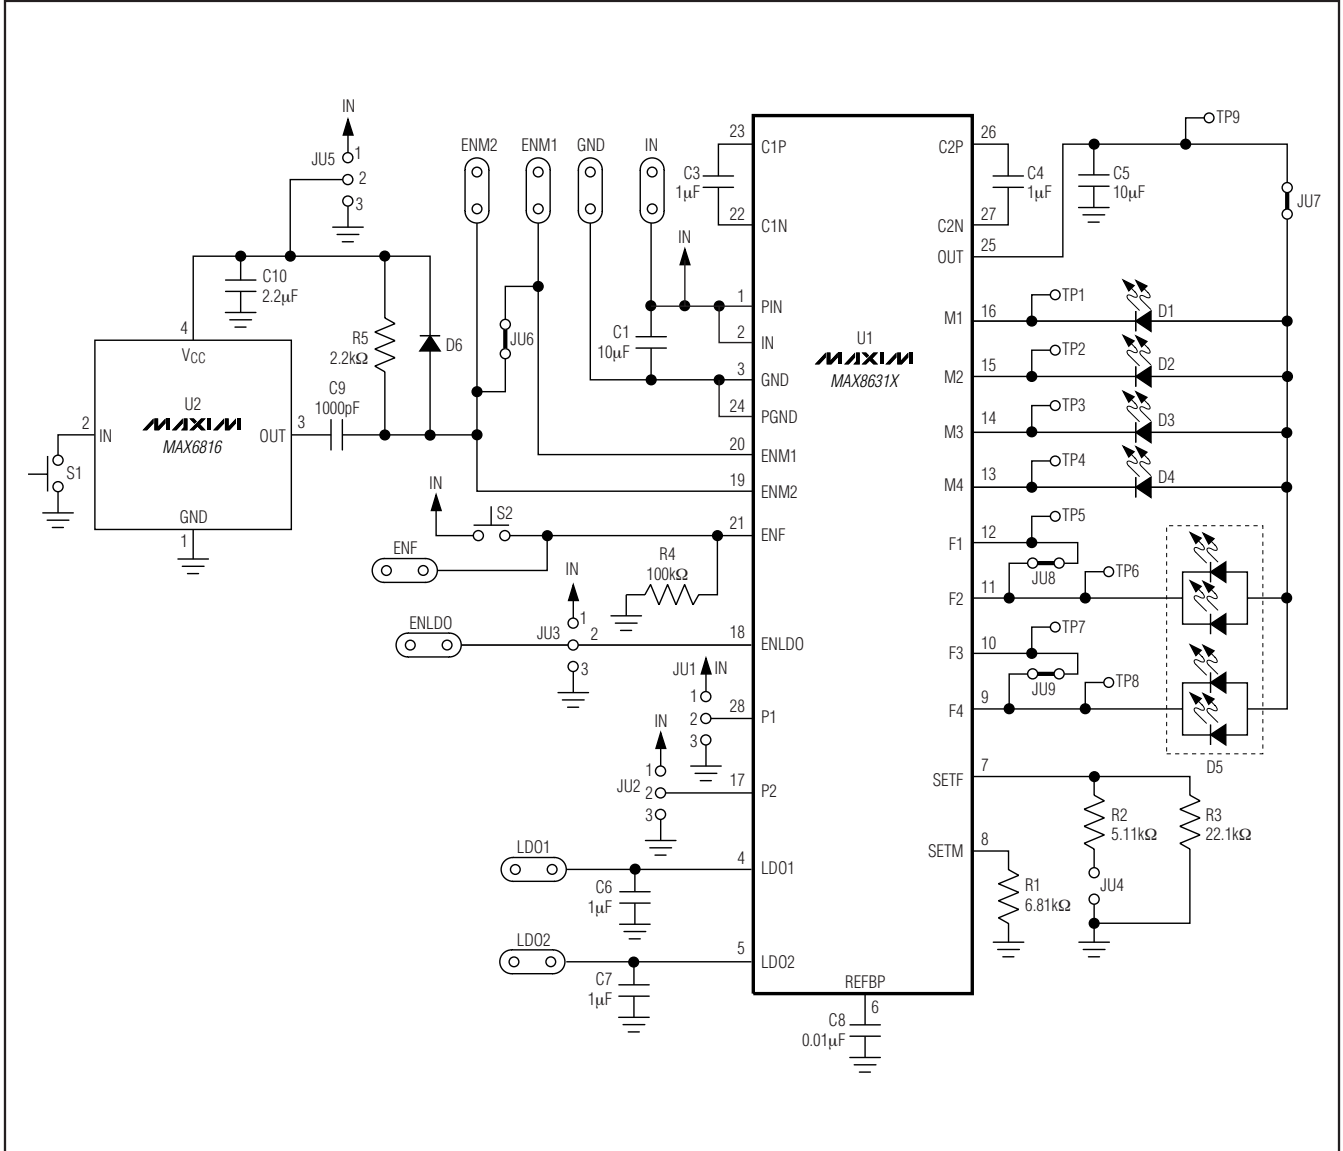 IN
JU5
1
2
3
C10
2.2µF
4
VCC
U2
MAXIM
MAX6816
2
IN
OUT
3
GND
1
S1
C9
1000pF
R5
2.2kΩ
D6
ENM2
ENM1
GND
IN
JU6
IN
C1
10µF
C3
1µF
23
C1P
22
C1N
1
PIN
2
IN
3
GND
24
PGND
20
ENM1
19
ENM2
21
ENF
IN
S2
ENF
R4
100kΩ
IN
1
JU3
2
3
ENLDO
18
ENLDO
JU1
IN
1
2
3
28
P1
IN
1
JU2
2
3
17
P2
LDO1
C6
1µF
4
LDO1
LDO2
C7
1µF
5
LDO2
U1
MAXIM
MAX8631X
REFBP
6
C8
0.01µF
26
C2P
C4
1µF
27
C2N
25
OUT
C5
10µF
TP9
JU7
M1
16
TP1
D1
M2
15
TP2
D2
M3
14
TP3
D3
M4
13
TP4
D4
F1
12
TP5
JU8
F2
11
TP6
F3
10
TP7
JU9
F4
9
TP8
D5
SETF
7
R2
5.11kΩ
R3
22.1kΩ
JU4
SETM
8
R1
6.81kΩ